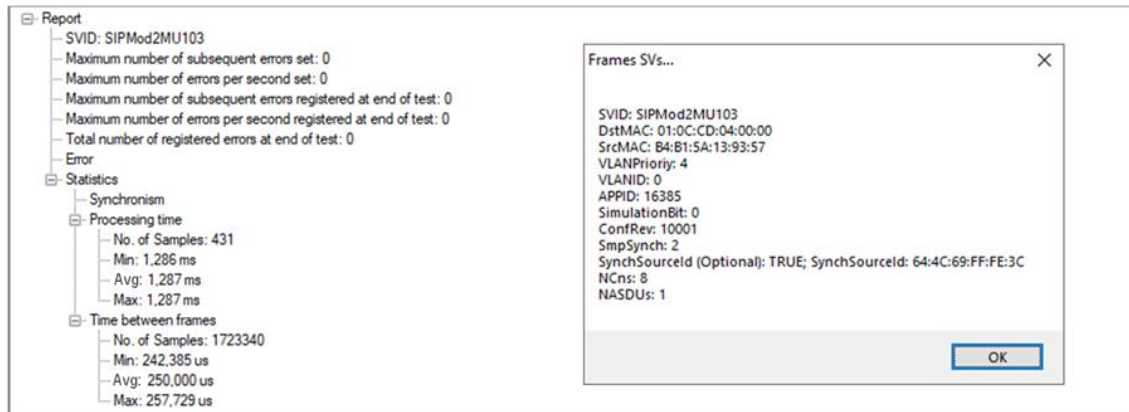 Report
SVID: SIPMod2MU103
Maximum number of subsequent errors set: 0
Maximum number of errors per second set: 0
Maximum number of subsequent errors registered at end of test: 0
Maximum number of errors per second registered at end of test: 0
Total number of registered errors at end of test: 0
Error
Statistics
Synchronism
Processing time
No. of Samples: 431
Min: 1,286 ms
Avg: 1,287 ms
Max: 1,287 ms
Time between frames
No. of Samples: 1723340
Min: 242,385 us
Avg: 250,000 us
Max: 257,729 us
Frames SVs...
SVID: SIPMod2MU103
DstMAC: 01:0C:CD:04:00:00
SrcMAC: B4:B1:5A:13:93:57
VLANPrioriy: 4
VLANID: 0
APPID: 16385
SimulationBit: 0
ConfRev: 10001
SmpSynch: 2
SynchSourceId (Optional): TRUE; SynchSourceId: 64:4C:69:FF:FE:3C
NCns: 8
NASDUs: 1
OK